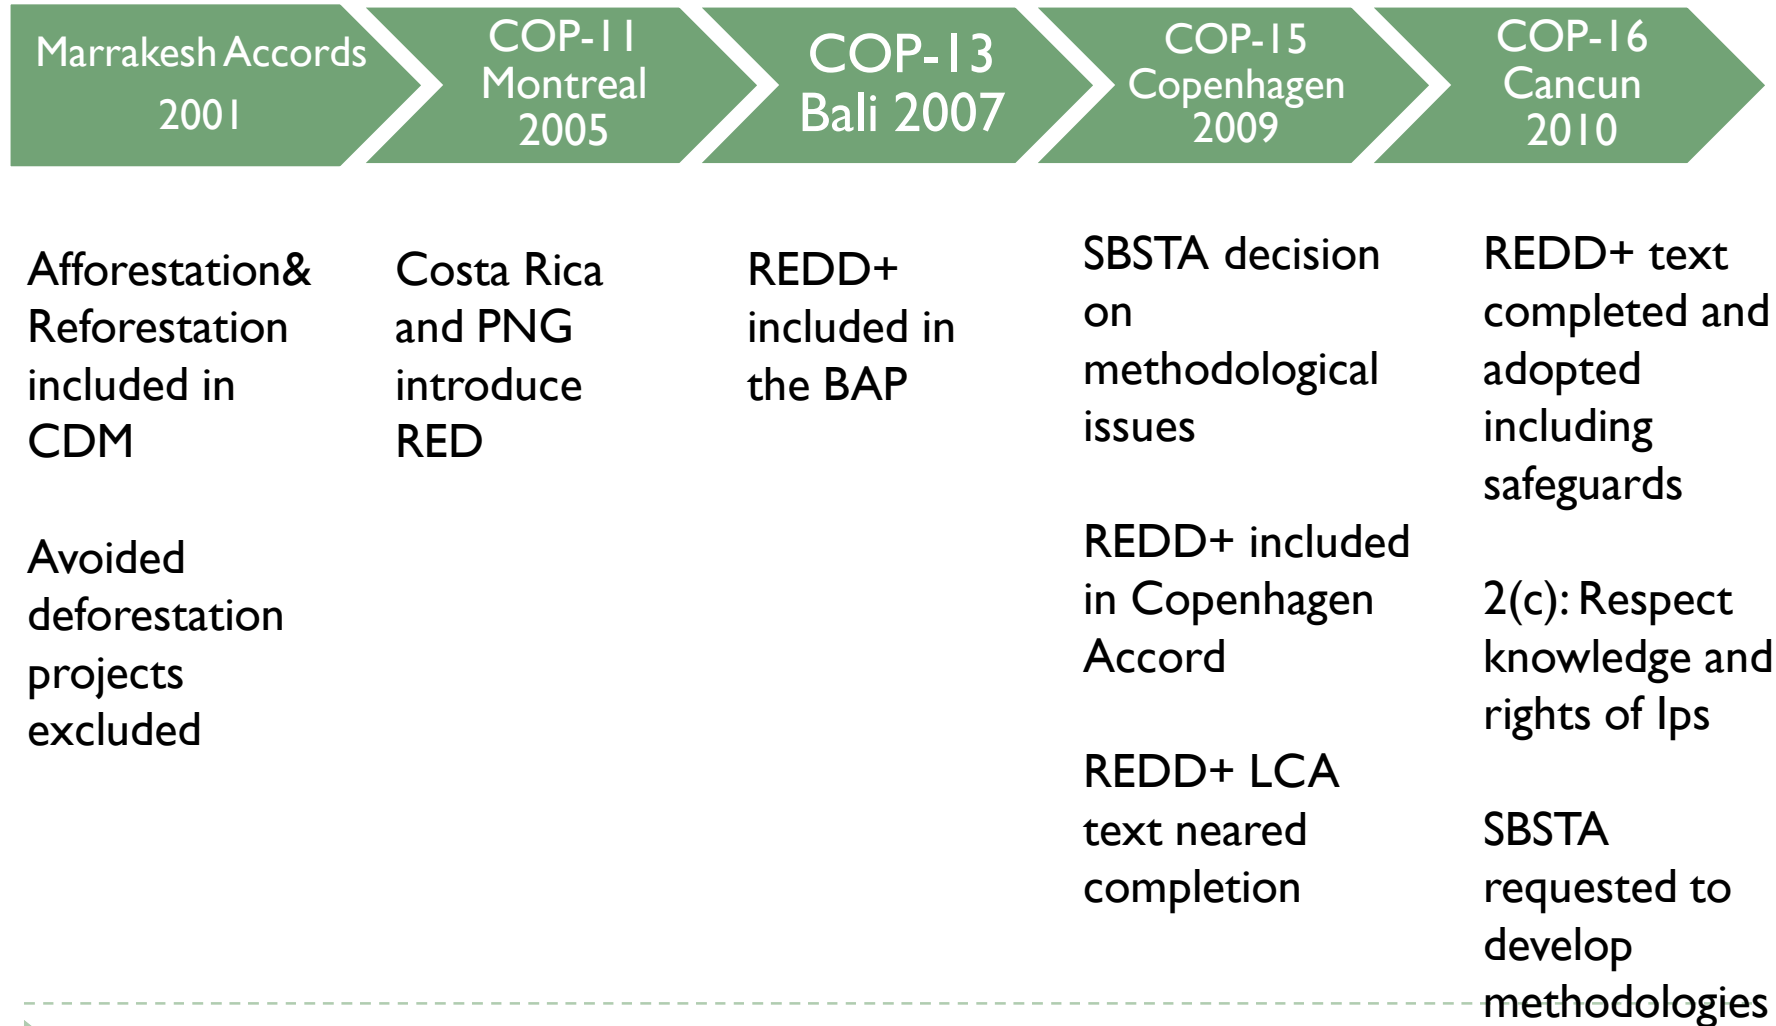 Marrakesh Accords
2001
COP-11
Montreal
2005
COP-13
Bali 2007
COP-15
Copenhagen
2009
COP-16
Cancun
2010
Afforestation&
Reforestation
included in
CDM
Avoided
deforestation
projects
excluded
Costa Rica
and PNG
introduce
RED
REDD+
included in
the BAP
SBSTA decision
on
methodological
issues
REDD+ included
in Copenhagen
Accord
REDD+ LCA
text neared
completion
REDD+ text
completed and
adopted
including
safeguards
2(c): Respect
knowledge and
rights of Ips
SBSTA
requested to
develop
methodologies